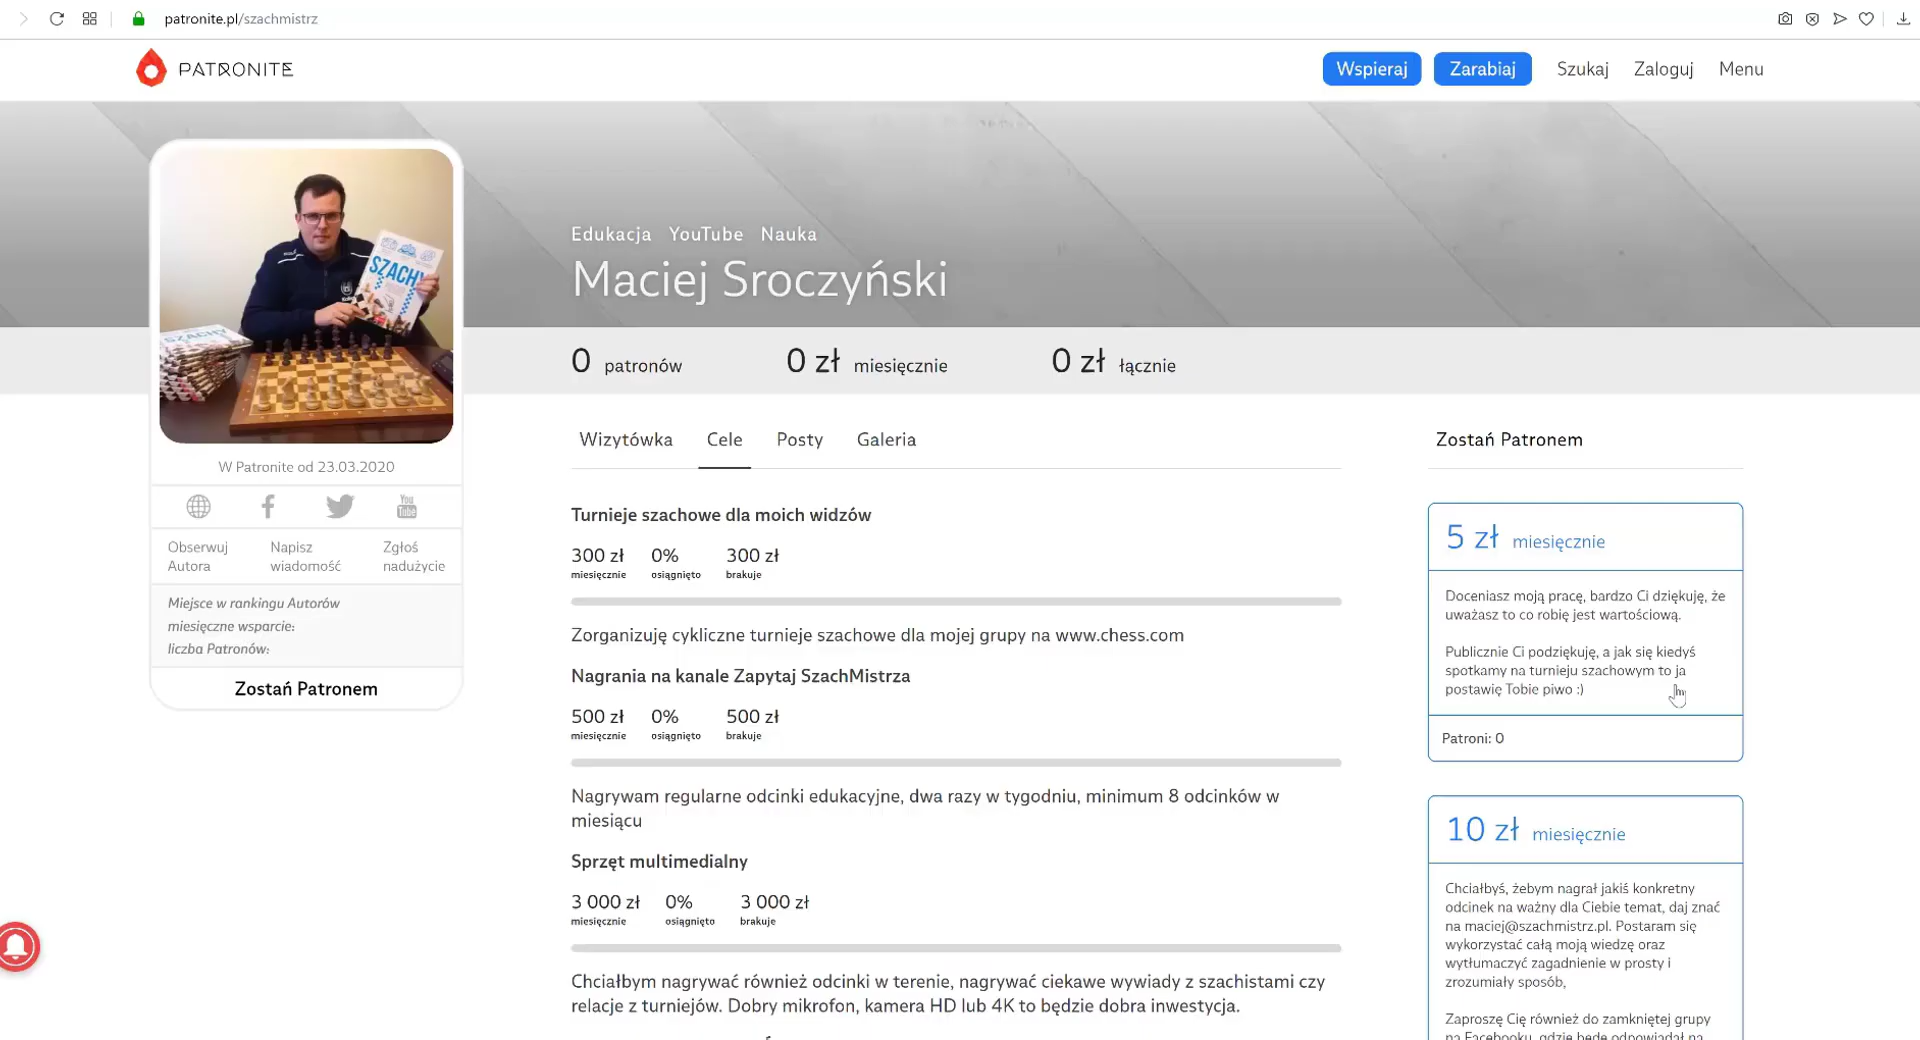 patronite.pl/szachmistrz
PATRONITE
Wspieraj
Zarabiaj
Szukaj
Zaloguj
Menu
SZACHY
Edukacja YouTube Nauka
Maciej Sroczyński
0 patronów
0 zł miesięcznie
0 zł łącznie
W Patronite od 23.03.2020
You Tube
Obserwuj Autora
Napisz wiadomość
Zgłoś nadużycie
Miejsce w rankingu Autorów
miesięczne wsparcie:
liczba Patronów:
Zostań Patronem
Wizytówka Cele Posty Galeria
Turnieje szachowe dla moich widzów
300 zł 0% 300 zł
miesięcznie osiągnięto brakuje
Zorganizuję cykliczne turnieje szachowe dla mojej grupy na www.chess.com
Nagrania na kanale Zapytaj SzachMistrza
500 zł 0% 500 zł
miesięcznie osiągnięto brakuje
Nagrywam regularne odcinki edukacyjne, dwa razy w tygodniu, minimum 8 odcinków w
miesiącu
Sprzęt multimedialny
3 000 zł 0% 3 000 zł
miesięcznie osiągnięto brakuje
Chciałbym nagrywać również odcinki w terenie, nagrywać ciekawe wywiady z szachistami czy
relacje z turniejów. Dobry mikrofon, kamera HD lub 4K to będzie dobra inwestycja.
Zostań Patronem
5 zł miesięcznie
Doceniasz moją pracę, bardzo Ci dziękuję, że
uważasz to co robię jest wartościową.
Publicznie Ci podziękuję, a jak się kiedyś
spotkamy na turnieju szachowym to ja
postawię Tobie piwo :)
Patroni: 0
10 zł miesięcznie
Chciałbyś, żebym nagrał jakiś konkretny
odcinek na ważny dla Ciebie temat, daj znać
na maciej@szachmistrz.pl. Postaram się
wykorzystać całą moją wiedzę oraz
wytłumaczyć zagadnienie w prosty i
zrozumiały sposób,
Zaproszę Cię również do zamkniętej grupy
na Facebooku, gdzie będę odpowiadał na